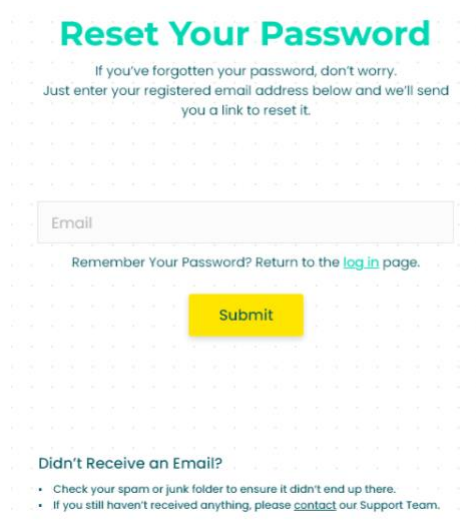 Reset Your Password
If you've forgotten your password, don't worry.
Just enter your registered email address below and we'll send
you a link to reset it.
Email
Remember Your Password? Return to the log in page.
Submit
Didn't Receive an Email?
• Check your spam or junk folder to ensure it didn't end up there.
• If you still haven't received anything, please contact our Support Team.